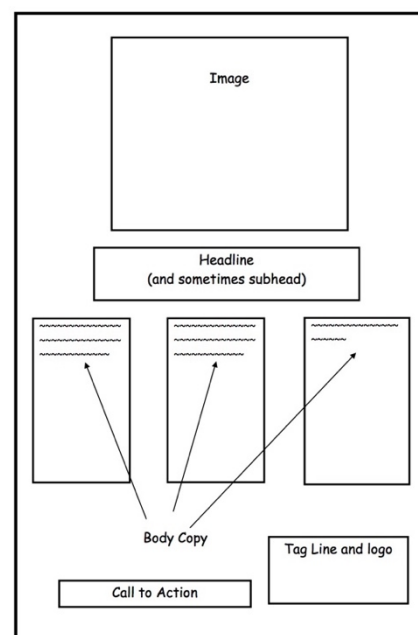 Image
Headline
(and sometimes subhead)
Body Copy
Tag Line and logo
Call to Action